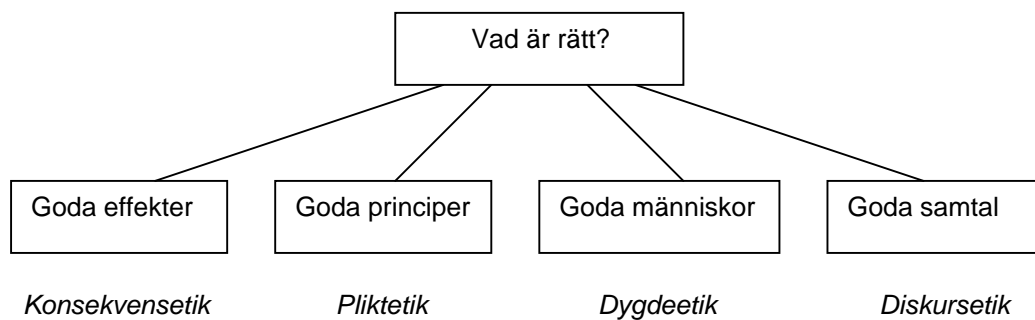 Vad är rätt?
Goda effekter
Goda principer
Goda människor
Goda samtal
Konsekvensetik
Pliktetik
Dygdeetik
Diskursetik